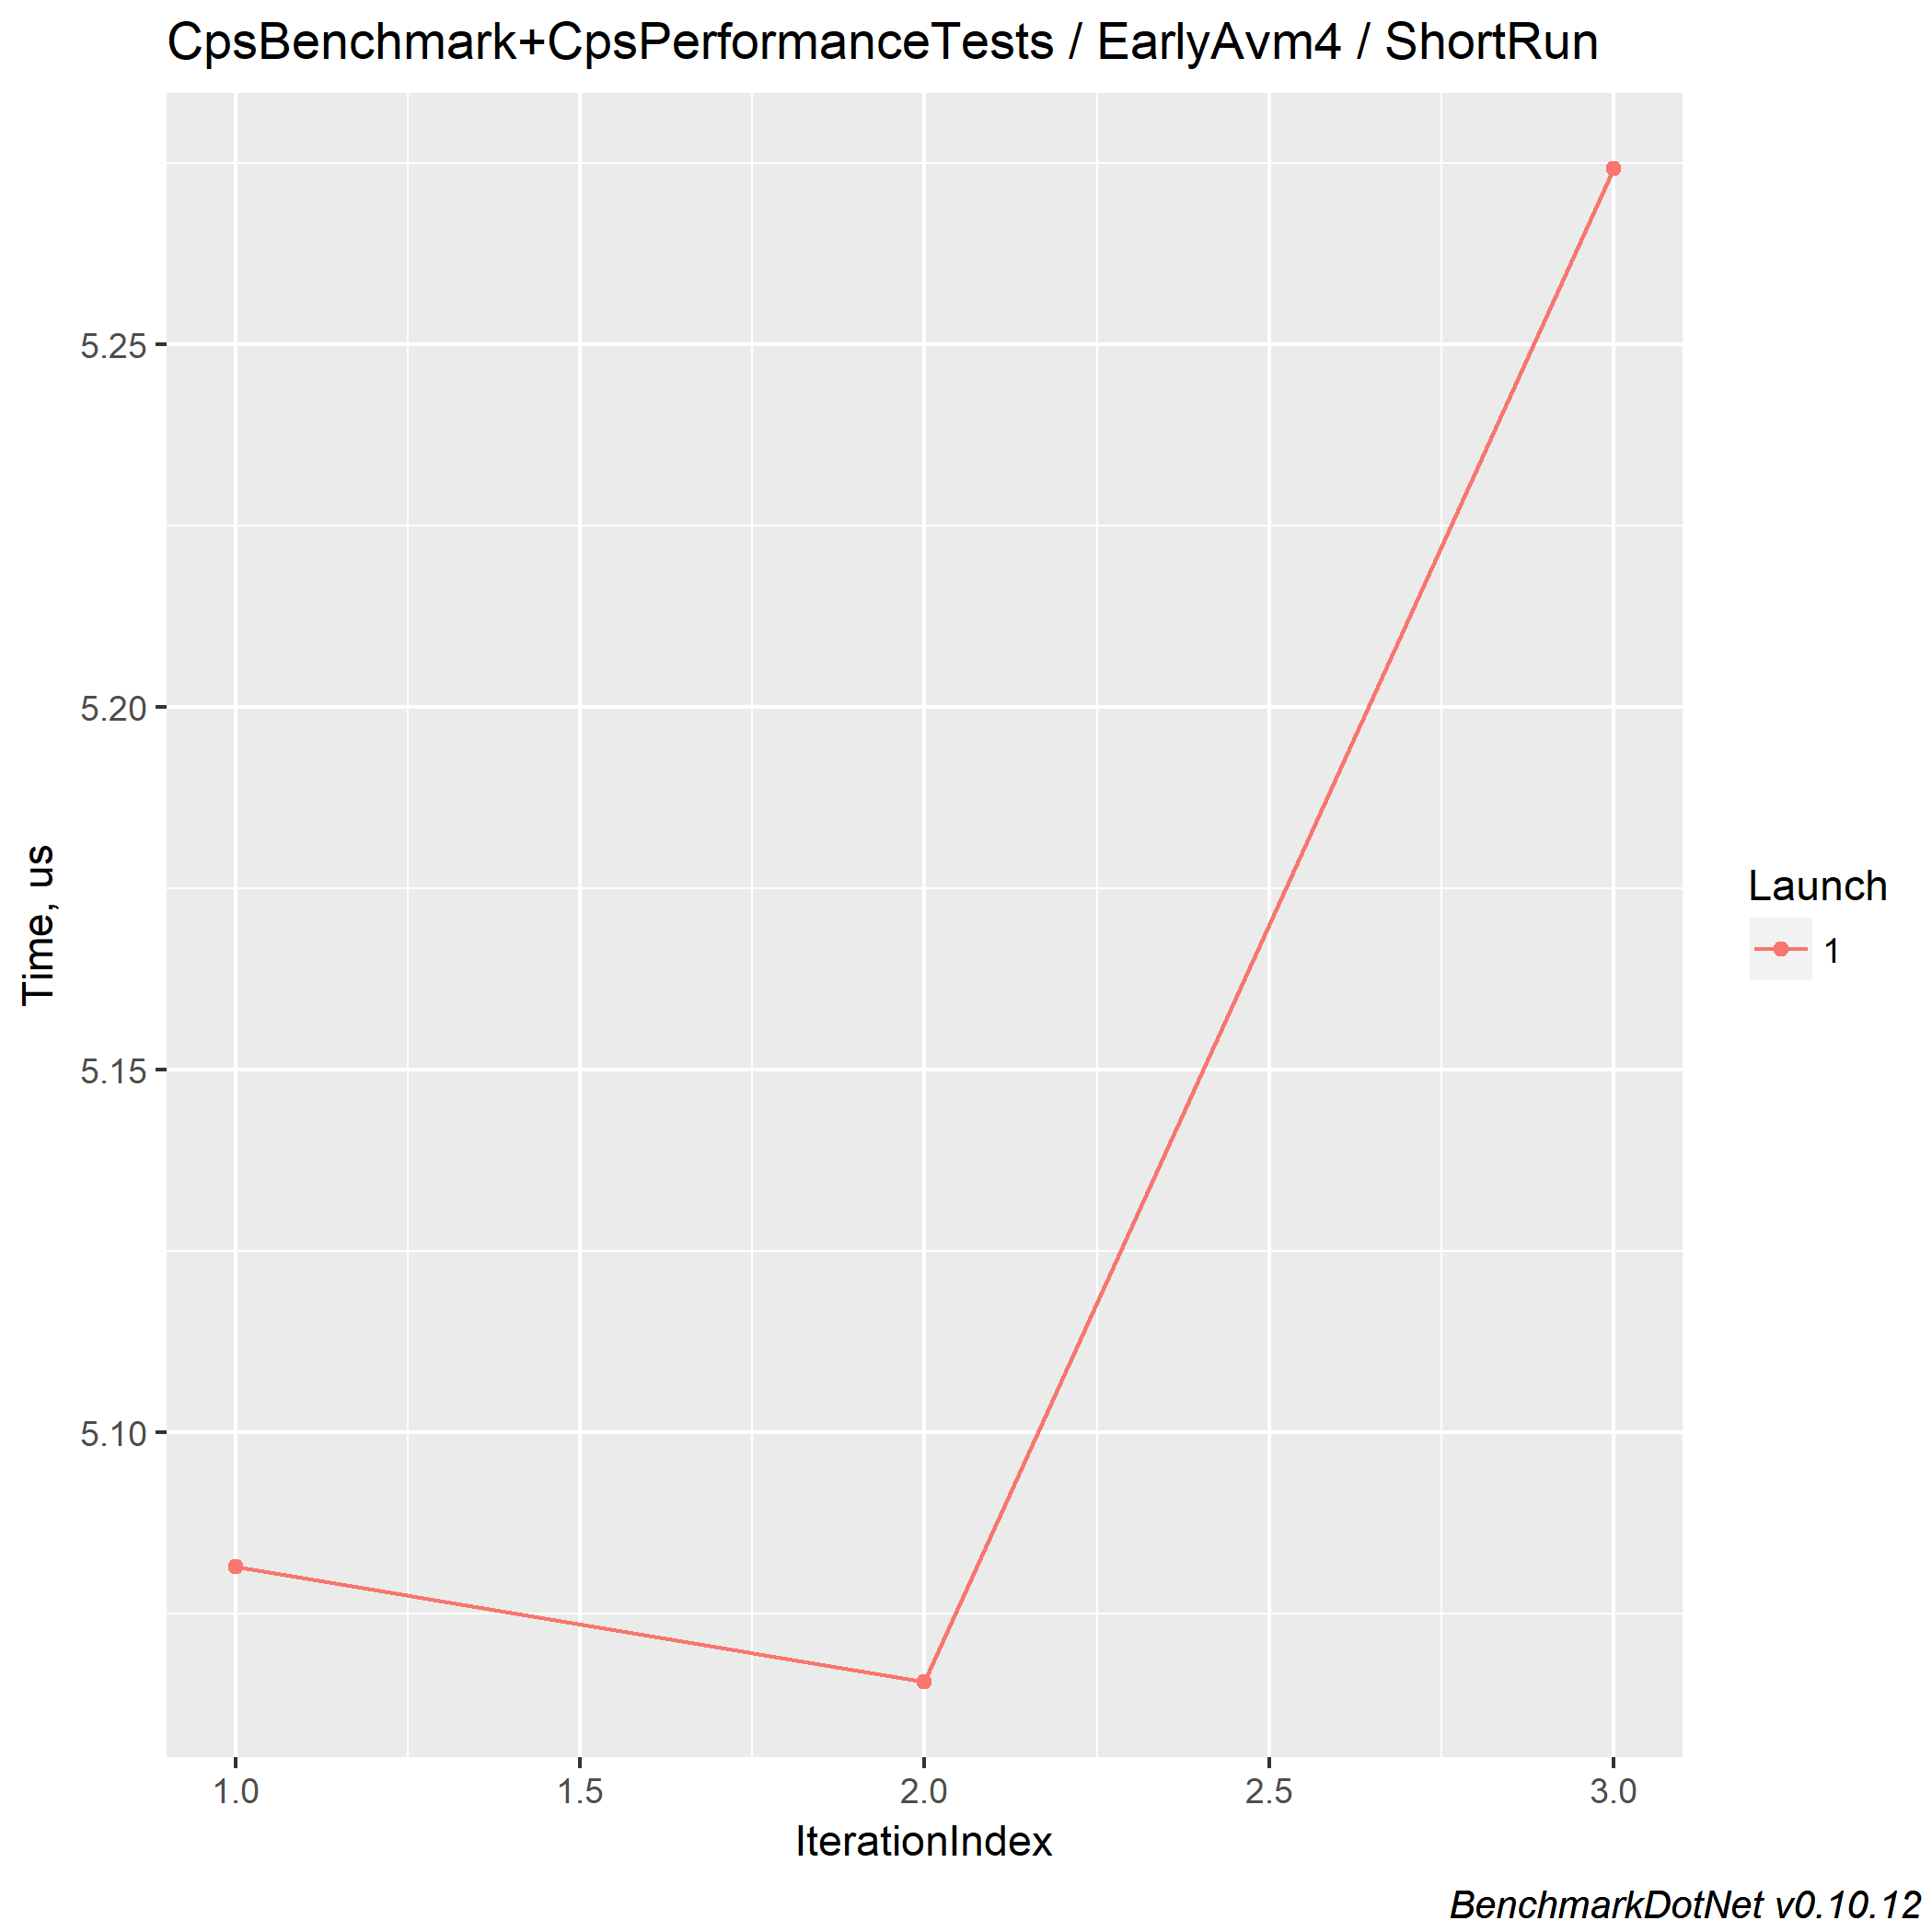 CpsBenchmark+CpsPerformanceTests / EarlyAvm4 / ShortRun
5.25
5.20
5.15
5.10
Time, us
Launch
1
1.0 1.5 2.0 2.5 3.0
IterationIndex
BenchmarkDotNet v0.10.12